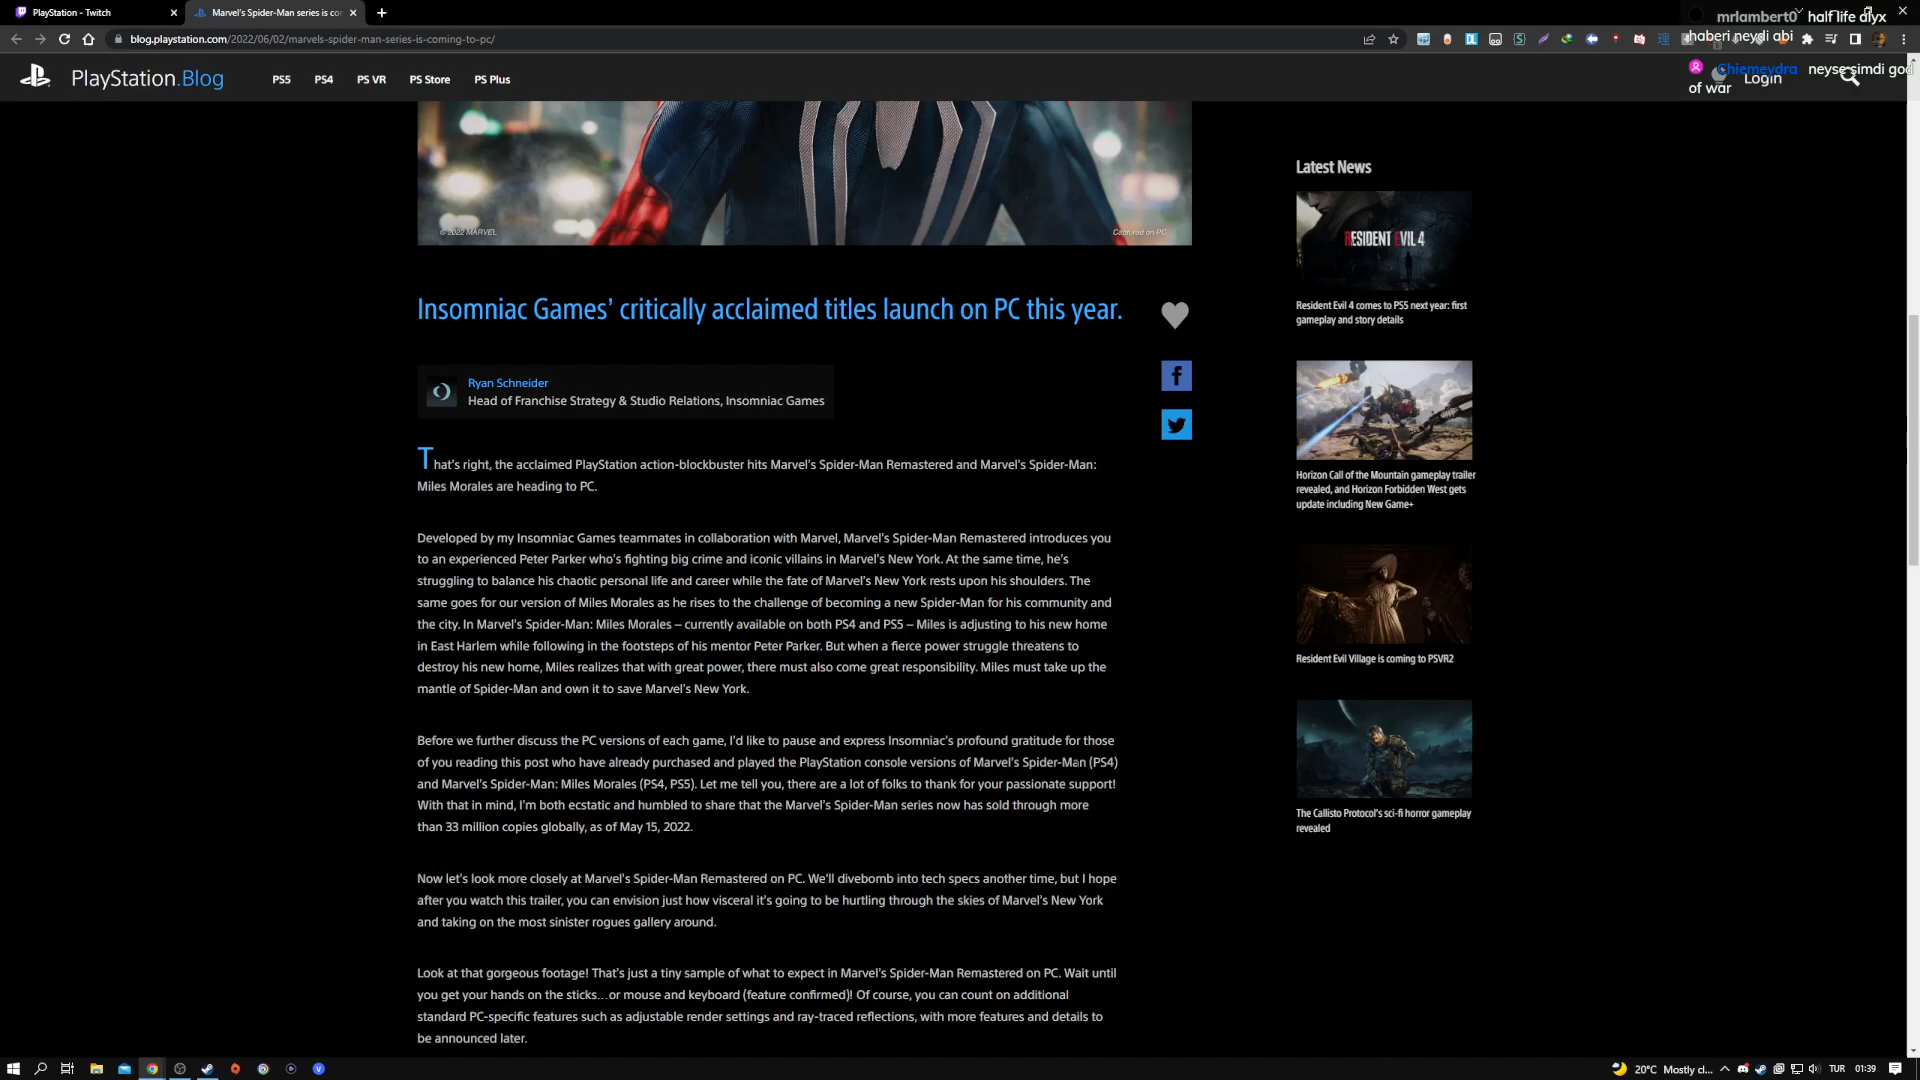 PlayStation - Twitch
Marvel's Spider-Man series is co
blog.playstation.com/2022/06/02/marvels-spider-man-series-is-coming-to-pc/
mrlambert0 half life alyx
haberi neydi abi
Chiemeydra neyse simdi god
of war
PlayStation.Blog
PS5
PS4
PS VR
PS Store
PS Plus
Login
© 2022 MARVEL
Captured on PC
Insomniac Games’ critically acclaimed titles launch on PC this year.
Ryan Schneider
Head of Franchise Strategy & Studio Relations, Insomniac Games
That’s right, the acclaimed PlayStation action-blockbuster hits Marvel’s Spider-Man Remastered and Marvel’s Spider-Man:
Miles Morales are heading to PC.
Developed by my Insomniac Games teammates in collaboration with Marvel, Marvel’s Spider-Man Remastered introduces you
to an experienced Peter Parker who’s fighting big crime and iconic villains in Marvel’s New York. At the same time, he’s
struggling to balance his chaotic personal life and career while the fate of Marvel’s New York rests upon his shoulders. The
same goes for our version of Miles Morales as he rises to the challenge of becoming a new Spider-Man for his community and
the city. In Marvel’s Spider-Man: Miles Morales – currently available on both PS4 and PS5 – Miles is adjusting to his new home
in East Harlem while following in the footsteps of his mentor Peter Parker. But when a fierce power struggle threatens to
destroy his new home, Miles realizes that with great power, there must also come great responsibility. Miles must take up the
mantle of Spider-Man and own it to save Marvel’s New York.
Before we further discuss the PC versions of each game, I’d like to pause and express Insomniac’s profound gratitude for those
of you reading this post who have already purchased and played the PlayStation console versions of Marvel’s Spider-Man (PS4)
and Marvel’s Spider-Man: Miles Morales (PS4, PS5). Let me tell you, there are a lot of folks to thank for your passionate support!
With that in mind, I’m both ecstatic and humbled to share that the Marvel’s Spider-Man series now has sold through more
than 33 million copies globally, as of May 15, 2022.
Now let’s look more closely at Marvel’s Spider-Man Remastered on PC. We’ll divebomb into tech specs another time, but I hope
after you watch this trailer, you can envision just how visceral it’s going to be hurtling through the skies of Marvel’s New York
and taking on the most sinister rogues gallery around.
Look at that gorgeous footage! That’s just a tiny sample of what to expect in Marvel’s Spider-Man Remastered on PC. Wait until
you get your hands on the sticks…or mouse and keyboard (feature confirmed)! Of course, you can count on additional
standard PC-specific features such as adjustable render settings and ray-traced reflections, with more features and details to
be announced later.
Latest News
RESIDENT EVIL 4
Resident Evil 4 comes to PS5 next year: first
gameplay and story details
Horizon Call of the Mountain gameplay trailer
revealed, and Horizon Forbidden West gets
update including New Game+
Resident Evil Village is coming to PSVR2
The Callisto Protocol’s sci-fi horror gameplay
revealed
20°C Mostly cl...
TUR
01:39